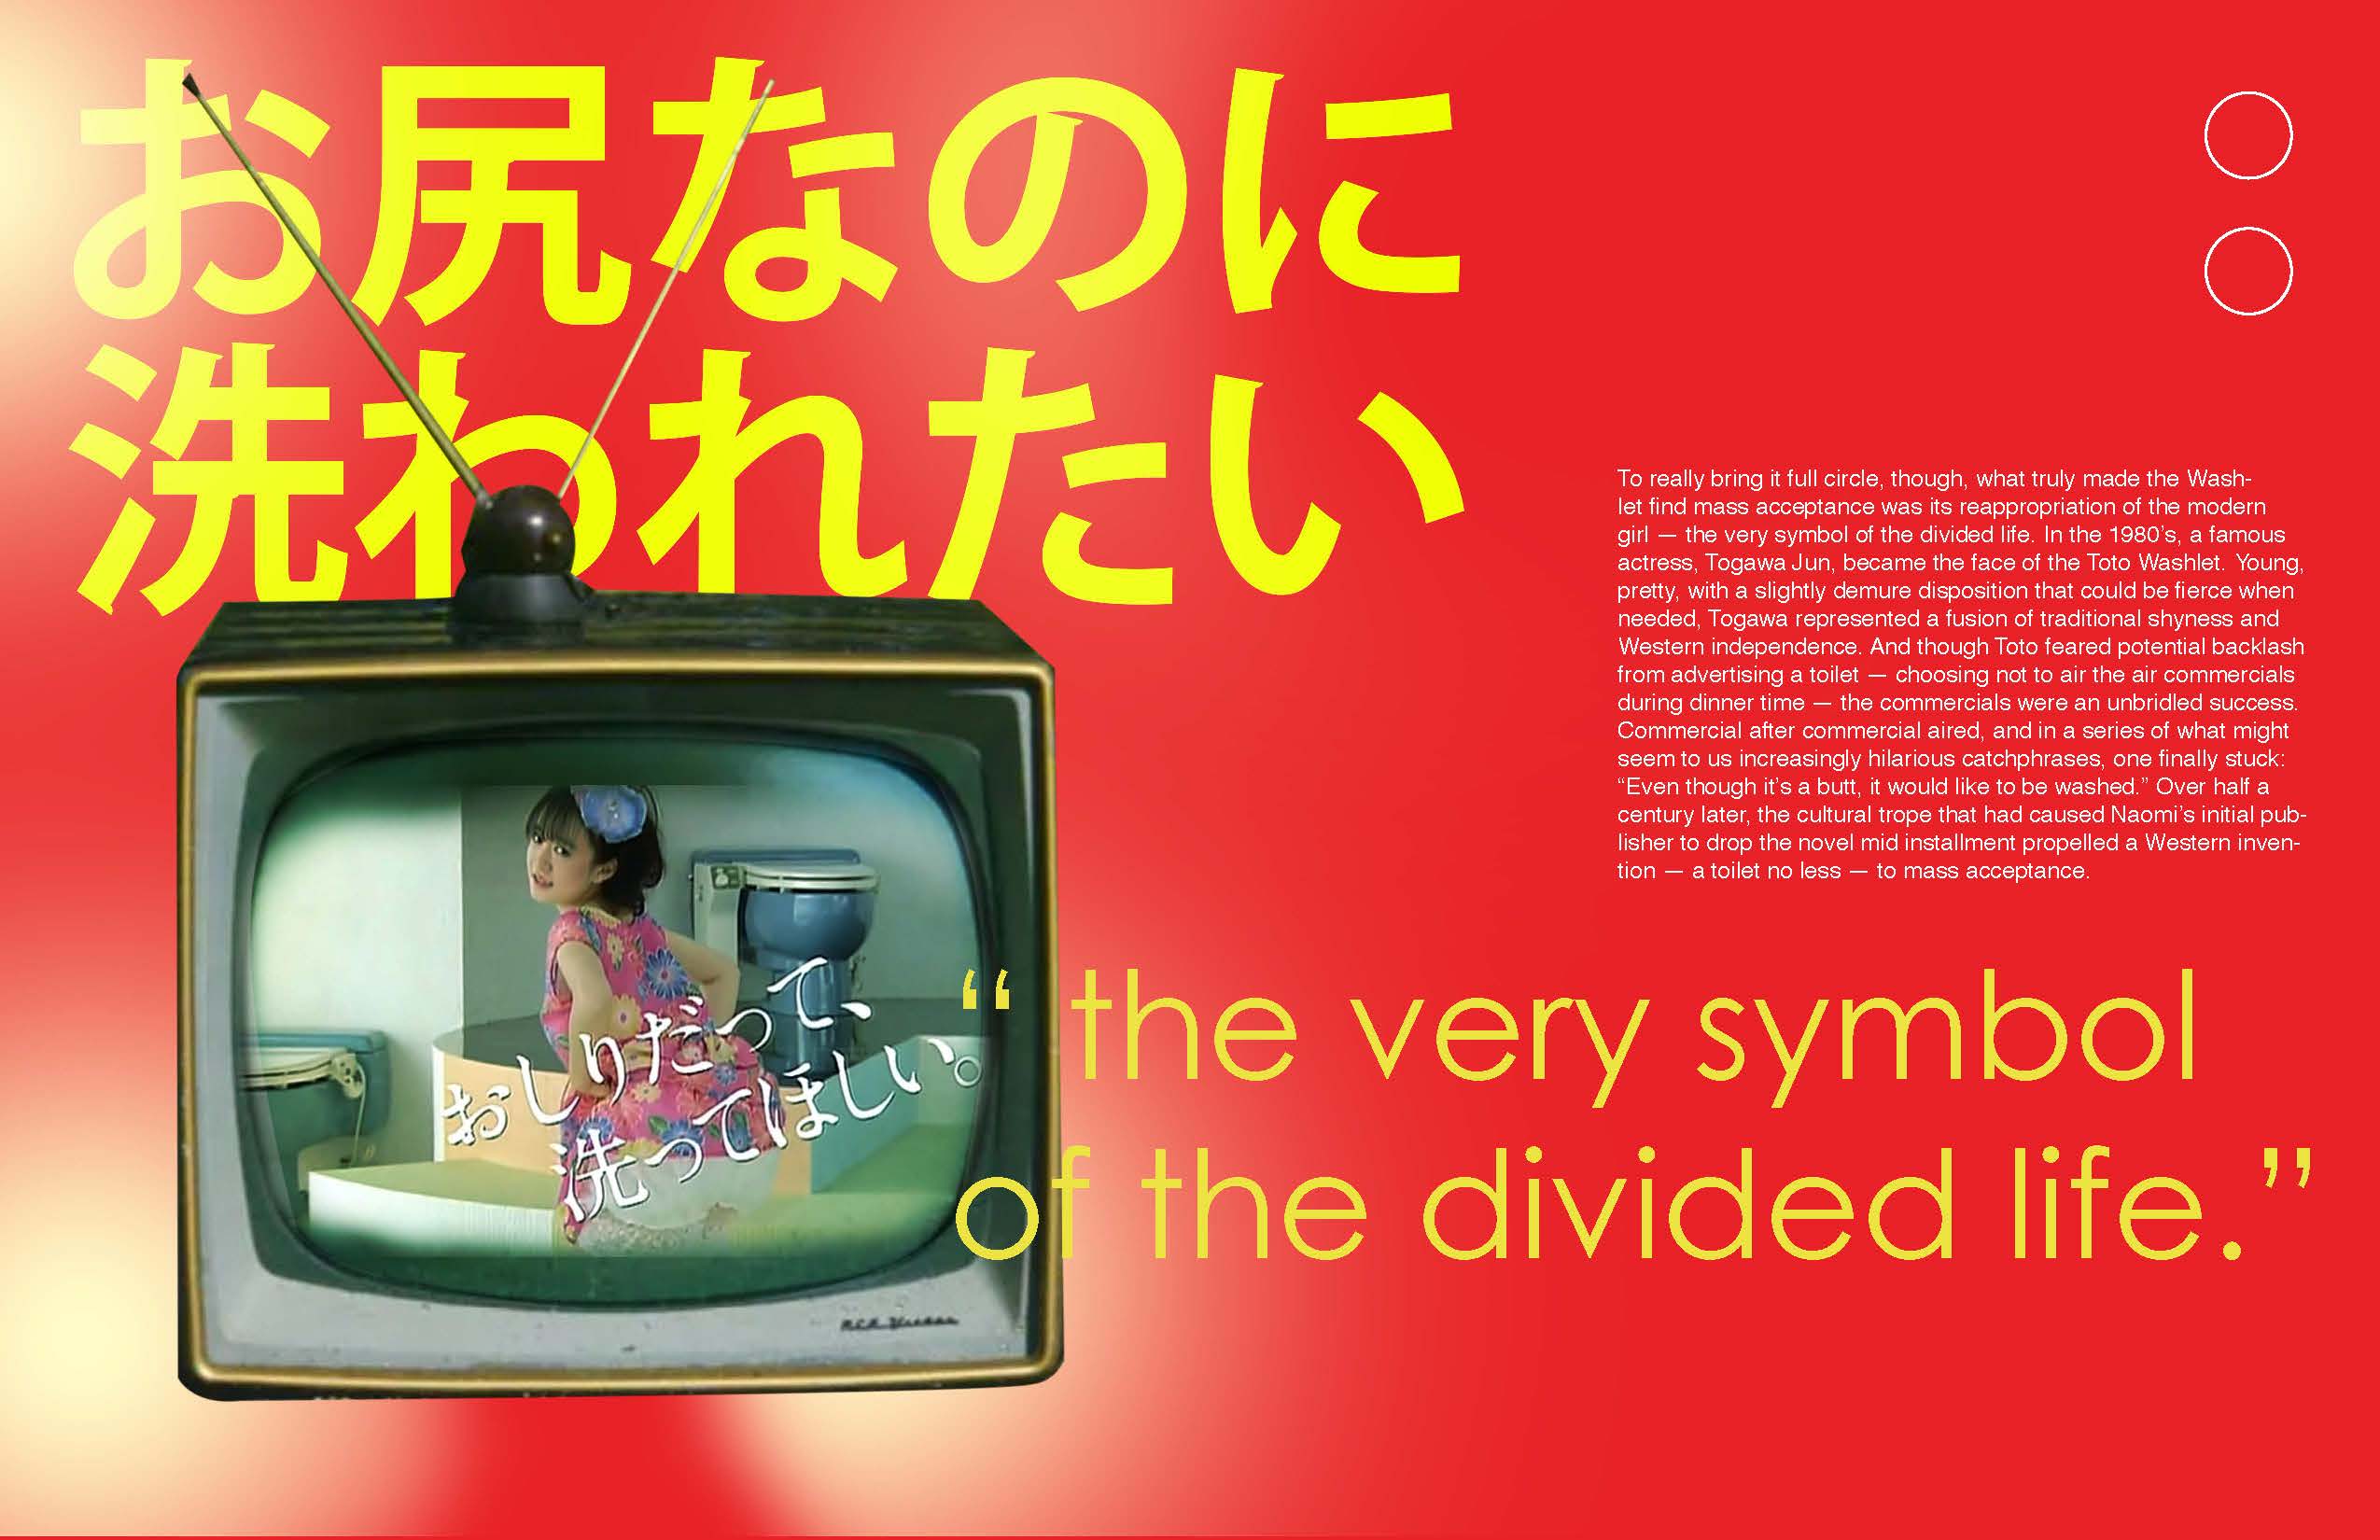 お尻なのに
洗われたい
To really bring it full circle, though, what truly made the Wash-
let find mass acceptance was its reappropriation of the modern
girl — the very symbol of the divided life. In the 1980’s, a famous
actress, Togawa Jun, became the face of the Toto Washlet. Young,
pretty, with a slightly demure disposition that could be fierce when
needed, Togawa represented a fusion of traditional shyness and
Western independence. And though Toto feared potential backlash
from advertising a toilet — choosing not to air the air commercials
during dinner time — the commercials were an unbridled success.
Commercial after commercial aired, and in a series of what might
seem to us increasingly hilarious catchphrases, one finally stuck:
“Even though it’s a butt, it would like to be washed.” Over half a
century later, the cultural trope that had caused Naomi’s initial pub-
lisher to drop the novel mid installment propelled a Western inven-
tion — a toilet no less — to mass acceptance.
おしりだって、
洗ってほしい。
“ the very symbol
of the divided life.”